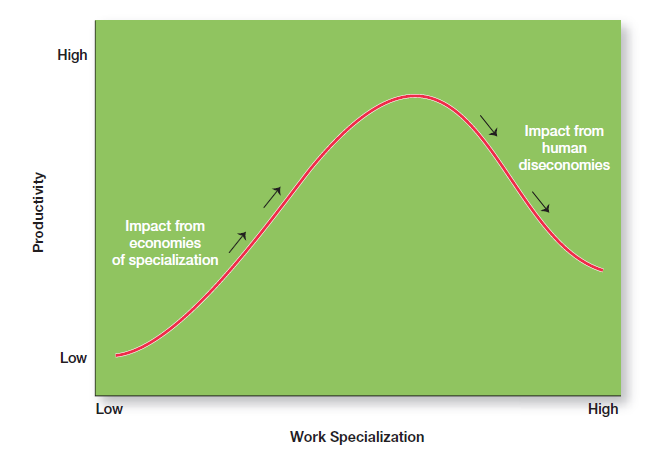 High
Impact from
human
diseconomies
Productivity
Impact from
economies
of specialization
Low
Low
High
Work Specialization